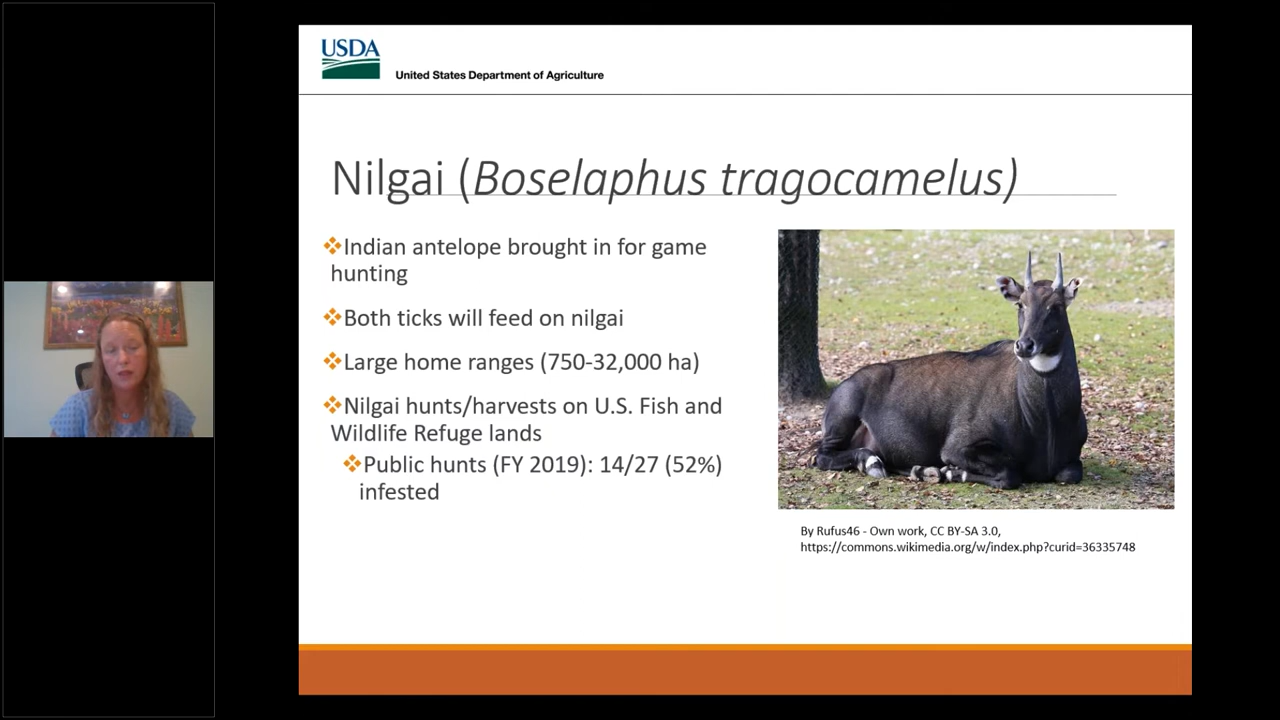 USDA
United States Department of Agriculture
Nilgai (Boselaphus tragocamelus)
❖Indian antelope brought in for game
hunting
❖Both ticks will feed on nilgai
❖Large home ranges (750-32,000 ha)
❖Nilgai hunts/harvests on U.S. Fish and
Wildlife Refuge lands
❖Public hunts (FY 2019): 14/27 (52%)
infested
By Rufus46 - Own work, CC BY-SA 3.0,
https://commons.wikimedia.org/w/index.php?curid=36335748